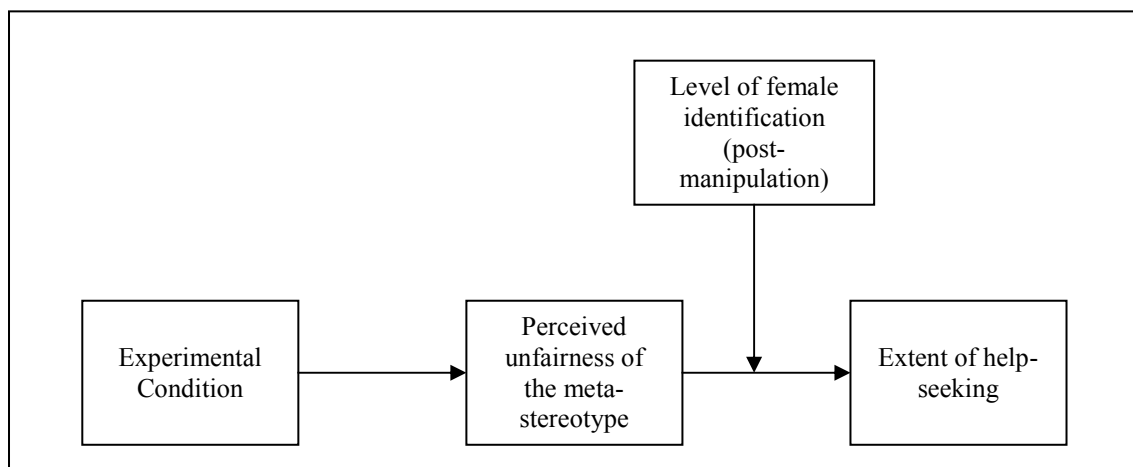 Level of female
identification
(post-
manipulation)
Experimental
Condition
Perceived
unfairness of
the meta-
stereotype
Extent of help-
seeking